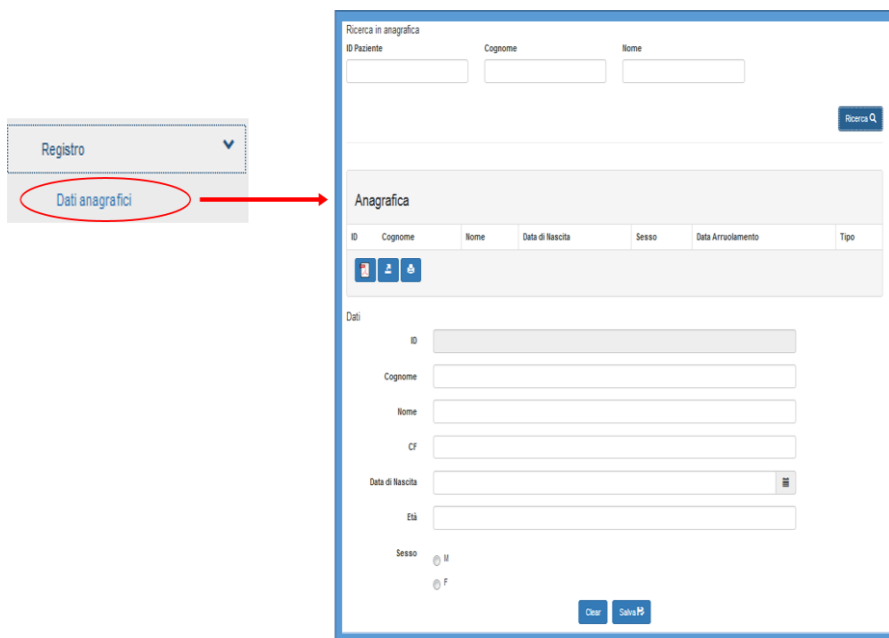 Registro
Dati anagrafici
Ricerca in anagrafica
ID Paziente Cognome Nome
Ricerca
Anagrafica
ID Cognome Nome Data di Nascita Sesso Data Arruolamento Tipo
Dati
ID
Cognome
Nome
CF
Data di Nascita
Età
Sesso
M
F
Clear Salva